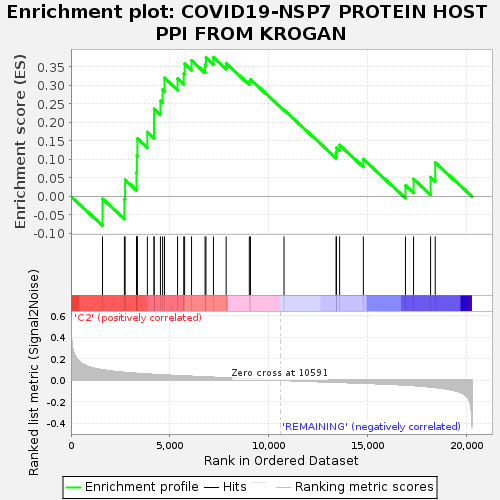 Enrichment plot: COVID19-NSP7 PROTEIN HOST
PPI FROM KROGAN
Enrichment score (ES)
0.35
0.30
0.25
0.20
0.15
0.10
0.05
0.00
-0.05
-0.10
'C2' (positively correlated)
Ranked list metric (Signal2Noise)
0.6
0.4
0.2
0.0
-0.2
-0.4
Zero cross at 10591
'REMAINING' (negatively correlated)
0
5,000
10,000
15,000
20,000
Rank in Ordered Dataset
Enrichment profile
Hits
Ranking metric scores